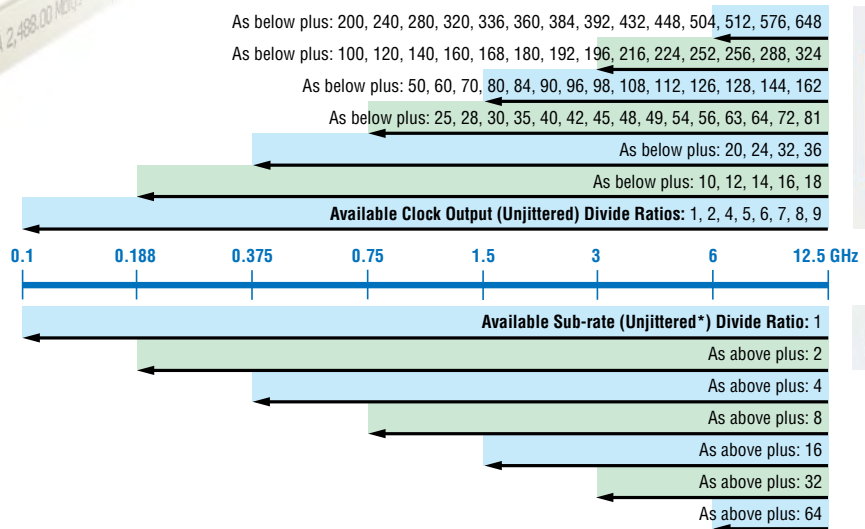 A 2,488.00 Mbit/s
As below plus: 200, 240, 280, 320, 336, 360, 384, 392, 432, 448, 504, 512, 576, 648
As below plus: 100, 120, 140, 160, 168, 180, 192, 196, 216, 224, 252, 256, 288, 324
As below plus: 50, 60, 70, 80, 84, 90, 96, 98, 108, 112, 126, 128, 144, 162
As below plus: 25, 28, 30, 35, 40, 42, 45, 48, 49, 54, 56, 63, 64, 72, 81
As below plus: 20, 24, 32, 36
As below plus: 10, 12, 14, 16, 18
Available Clock Output (Unjittered) Divide Ratios: 1, 2, 4, 5, 6, 7, 8, 9
0.1 0.188 0.375 0.75 1.5 3 6 12.5 GHz
Available Sub-rate (Unjittered*) Divide Ratio: 1
As above plus: 2
As above plus: 4
As above plus: 8
As above plus: 16
As above plus: 32
As above plus: 64